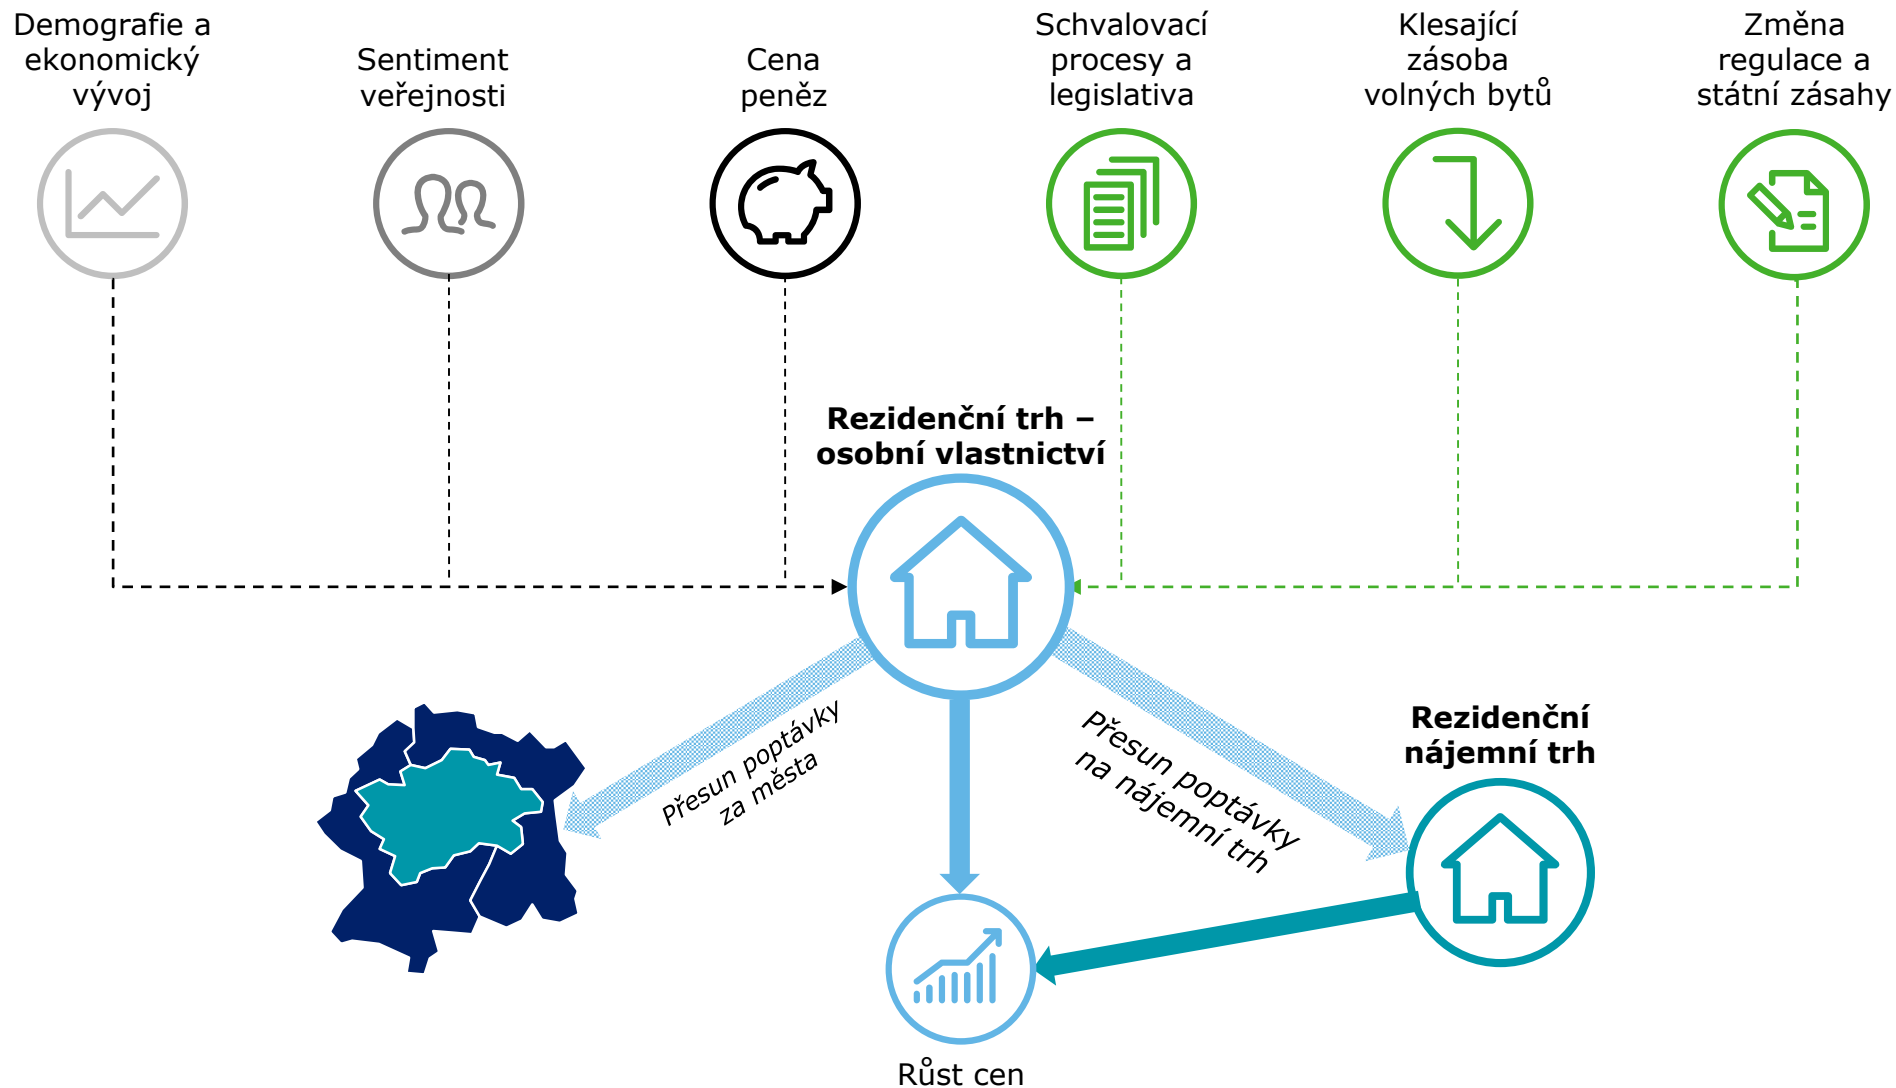 Demografie a
ekonomický
vývoj
Sentiment
veřejnosti
Cena
peněz
Schvalovací
procesy a
legislativa
Klesající
zásoba
volných bytů
Změna
regulace a
státní zásahy
Rezidenční trh –
osobní vlastnictví
Přesun poptávky
za města
Přesun poptávky
na nájemní trh
Rezidenční
nájemní trh
Růst cen